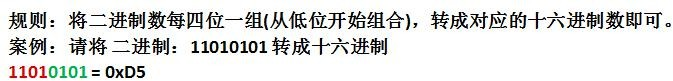 规则：将二进制数每四位一组(从低位开始组合)，转成对应的十六进制数即可。
案例：请将 二进制：11010101 转成十六进制
11010101 = 0xD5